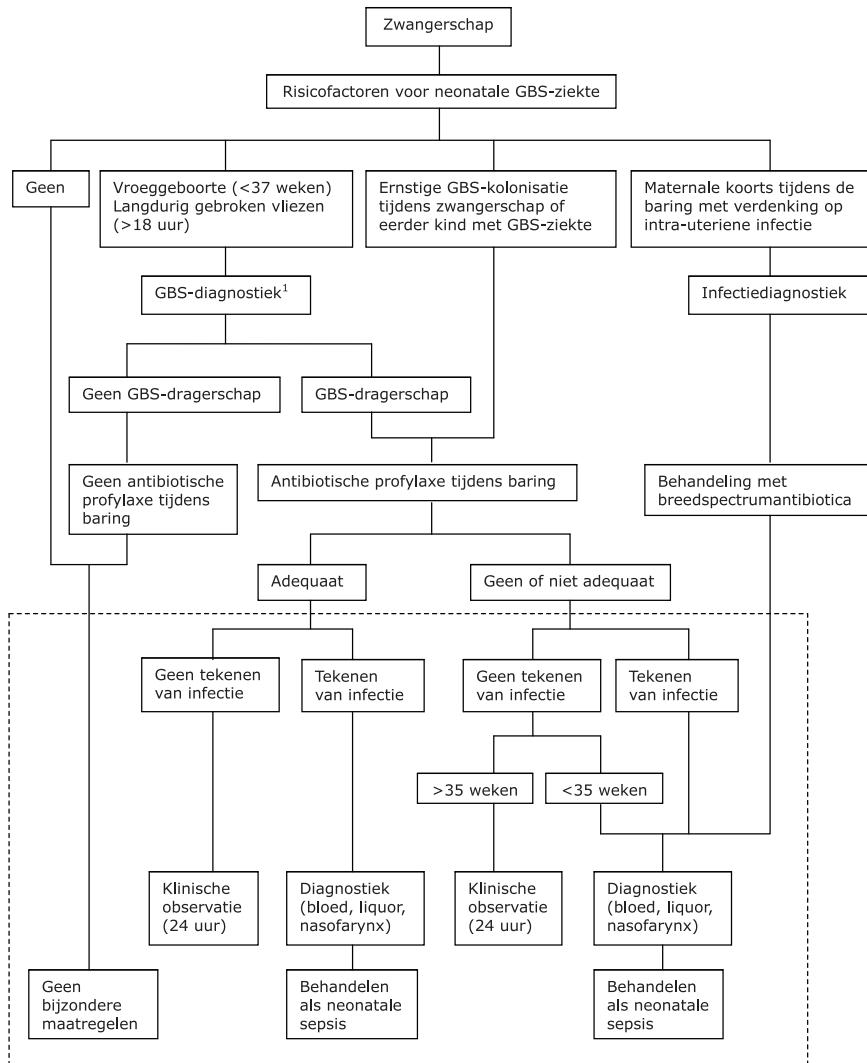 Zwangerschap
Risicofactoren voor neonatale GBS-ziekte
Geen
Vroeggeboorte (<37 weken)
Langdurig gebroken vliezen
(>18 uur)
Ernstige GBS-kolonisatie
tijdens zwangerschap of
eerder kind met GBS-ziekte
Maternale koorts tijdens de
baring met verdenking op
intra-uteriene infectie
GBS-diagnostiek¹
Infectiediagnostiek
Geen GBS-dragerschap
GBS-dragerschap
Geen antibiotische
profylaxe tijdens
baring
Antibiotische profylaxe tijdens baring
Behandeling met
breedspectrumantibiotica
Adequaat
Geen of niet adequaat
Geen tekenen
van infectie
Tekenen
van infectie
Geen tekenen
van infectie
Tekenen
van infectie
>35 weken
<35 weken
Klinische
observatie
(24 uur)
Diagnostiek
(bloed, liquor,
nasofarynx)
Klinische
observatie
(24 uur)
Diagnostiek
(bloed, liquor,
nasofarynx)
Geen
bijzondere
maatregelen
Behandelen
als neonatale
sepsis
Behandelen
als neonatale
sepsis